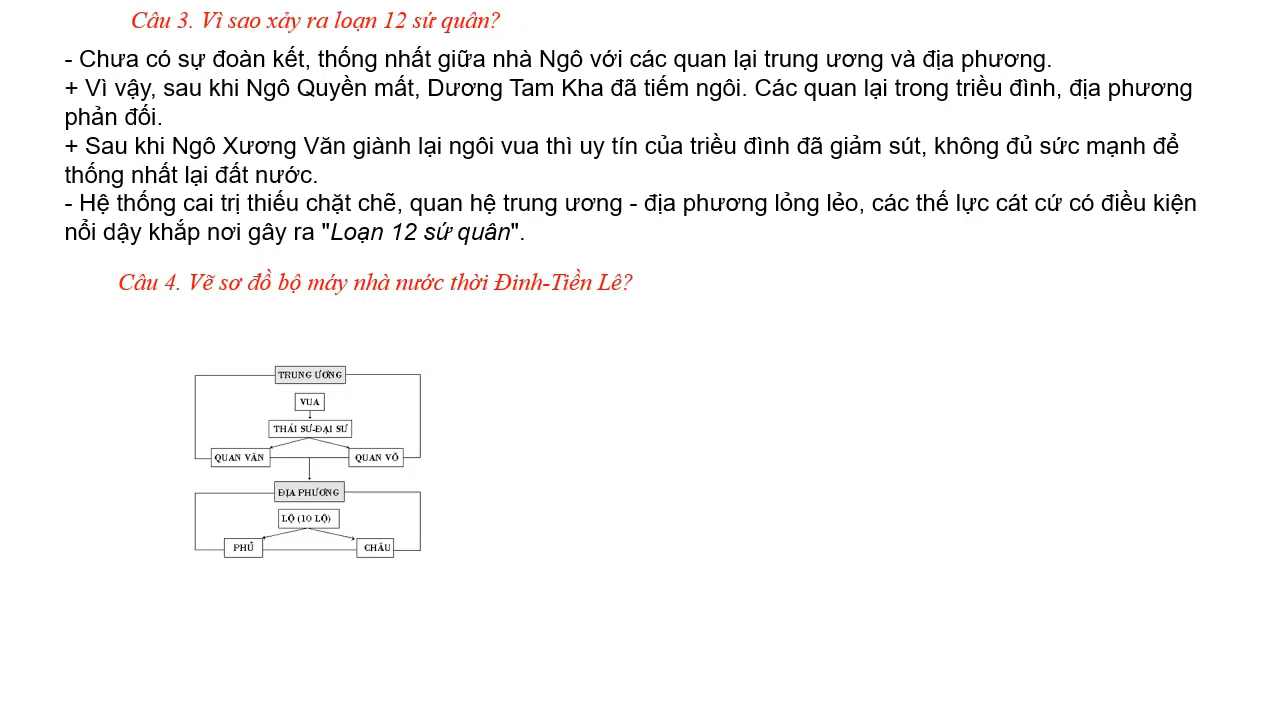 Câu 3. Vì sao xảy ra loạn 12 sứ quân?
- Chưa có sự đoàn kết, thống nhất giữa nhà Ngô với các quan lại trung ương và địa phương.
+ Vì vậy, sau khi Ngô Quyền mất, Dương Tam Kha đã tiếm ngôi. Các quan lại trong triều đình, địa phương
phản đối.
+ Sau khi Ngô Xương Văn giành lại ngôi vua thì uy tín của triều đình đã giảm sút, không đủ sức mạnh để
thống nhất lại đất nước.
- Hệ thống cai trị thiếu chặt chẽ, quan hệ trung ương - địa phương lỏng lẻo, các thế lực cát cứ có điều kiện
nổi dậy khắp nơi gây ra "Loạn 12 sứ quân".
Câu 4. Vẽ sơ đồ bộ máy nhà nước thời Đinh-Tiền Lê?
TRUNG ƯƠNG
VUA
THÁI SƯ-ĐẠI SƯ
QUAN VĂN
QUAN VÕ
ĐỊA PHƯƠNG
LỘ (10 LỘ)
PHỦ
CHÂU